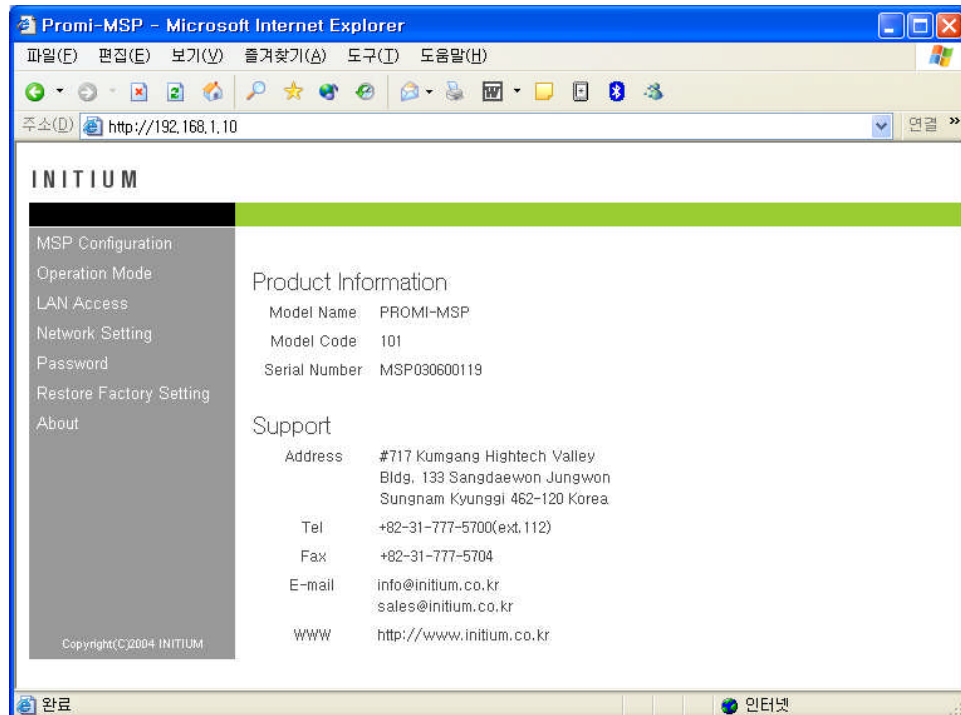 Promi-MSP - Microsoft Internet Explorer
파일(F) 편집(E) 보기(V) 즐겨찾기(A) 도구(T) 도움말(H)
주소(D) http://192.168.1.10 연결 »
INITIUM
MSP Configuration
Operation Mode
LAN Access
Network Setting
Password
Restore Factory Setting
About
Copyright(C)2004 INITIUM
Product Information
Model Name PROMI-MSP
Model Code 101
Serial Number MSP030600119
Support
Address #717 Kumgang Hightech Valley
Bldg. 133 Sangdaewon Jungwon
Sungnam Kyunggi 462-120 Korea
Tel +82-31-777-5700(ext.112)
Fax +82-31-777-5704
E-mail info@initium.co.kr
sales@initium.co.kr
WWW http://www.initium.co.kr
완료 인터넷